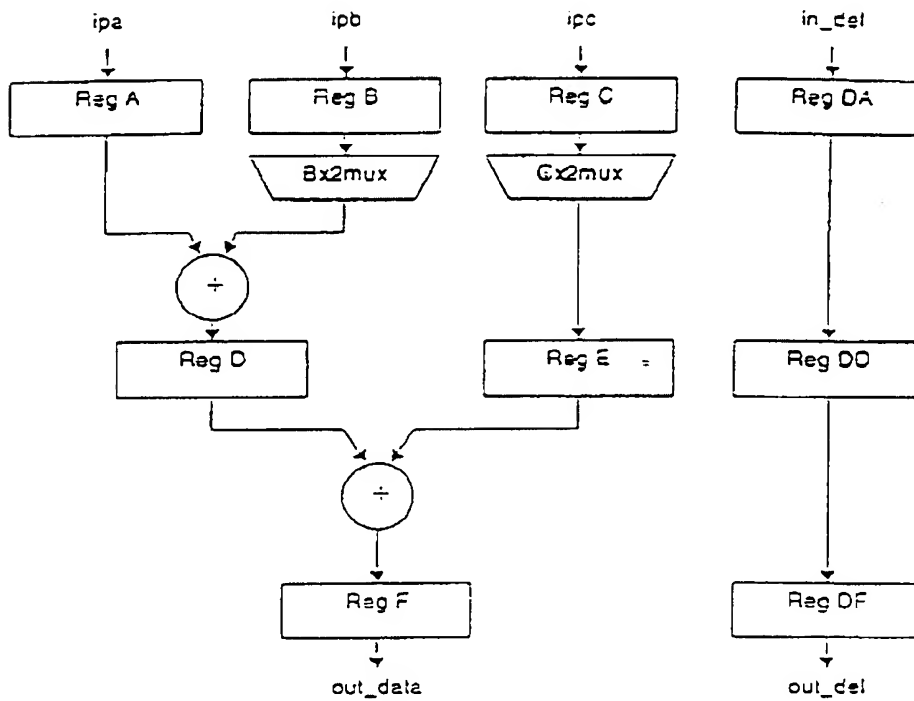 ipa ipb ipc in_del
Reg A Reg B Reg C Reg DA
Bx2mux Cx2mux
+
Reg D Reg E = Reg DD
+
Reg F Reg DF
out_data out_del